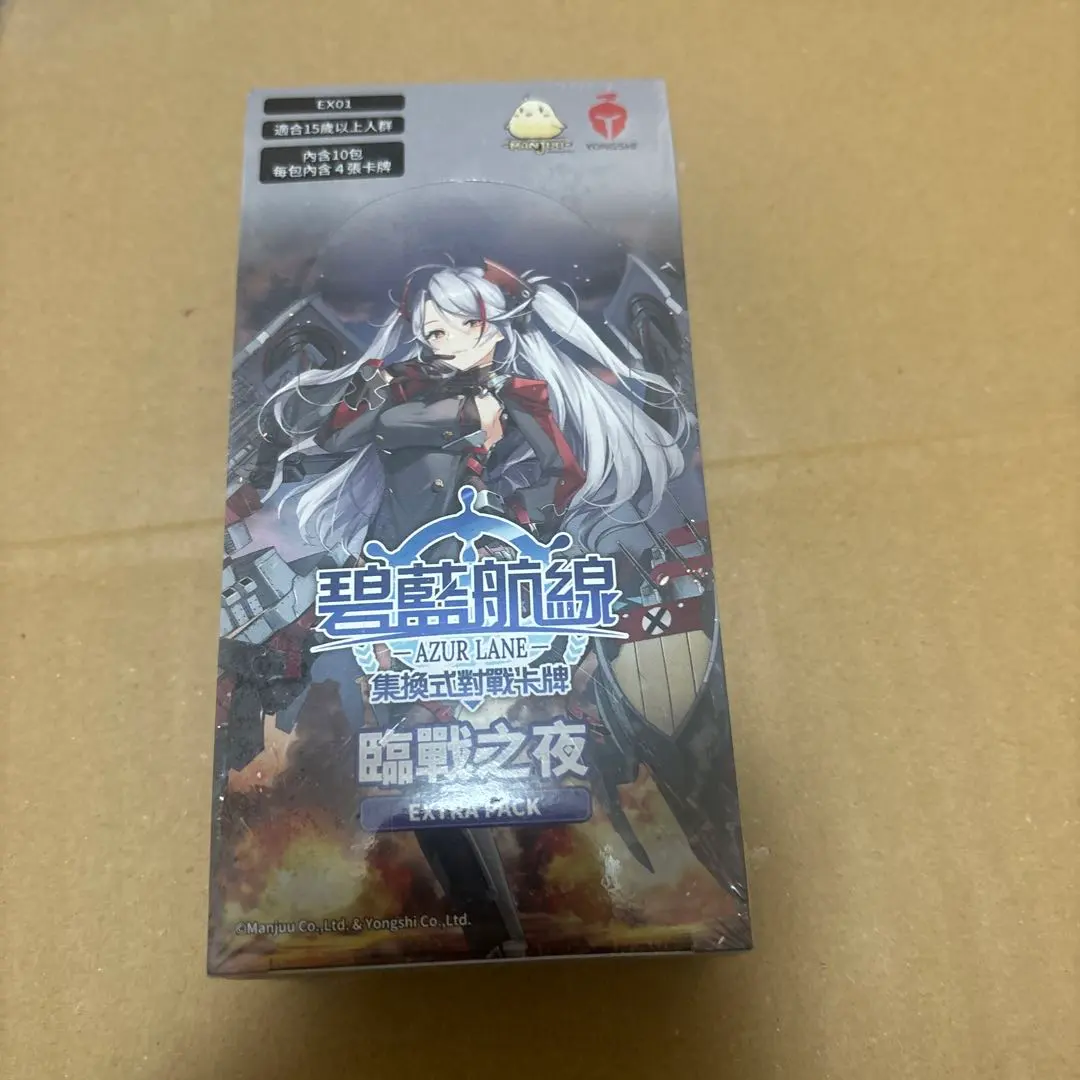 EX01
適合15歲以上人群
內含10包
每包內含 4 張卡牌
MANJUU
YONGSHI
碧藍航線
AZUR LANE
集換式對戰卡牌
臨戰之夜
EXTRA PACK
©Manjuu Co.,Ltd. & Yongshi Co.,Ltd.